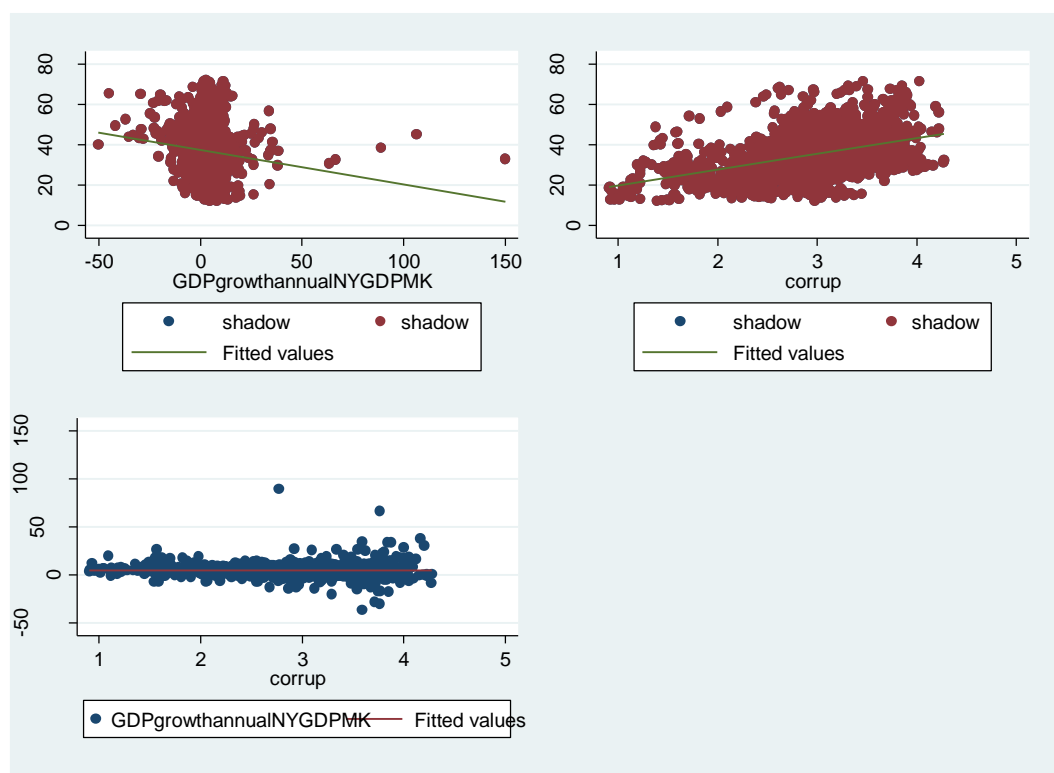 80
60
40
20
0
-50 0 50 100 150
GDPgrowthannualNYGDPMK
shadow shadow
Fitted values
80
60
40
20
0
1 2 3 4 5
corrup
shadow shadow
Fitted values
150
100
50
0
-50
1 2 3 4 5
corrup
GDPgrowthannualNYGDPMK Fitted values